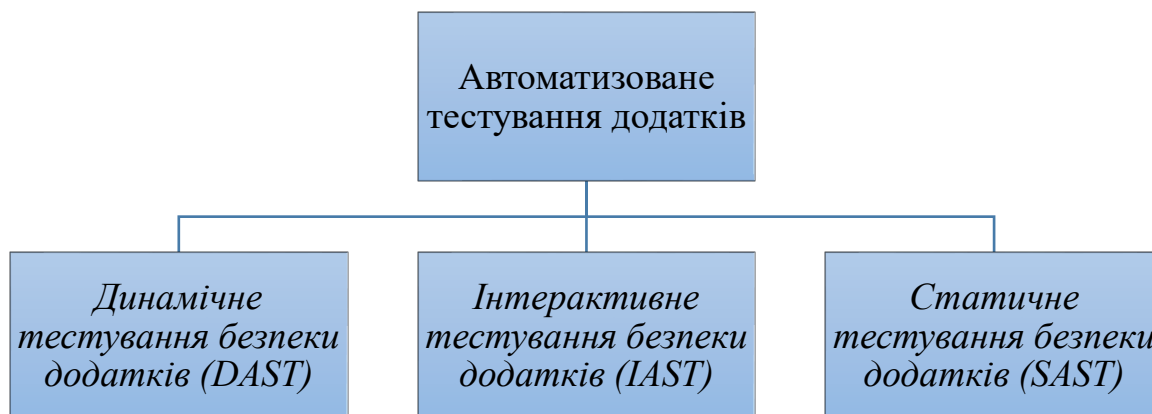 Автоматизоване
тестування додатків
Динамічне
тестування безпеки
додатків (DAST)
Інтерактивне
тестування безпеки
додатків (IAST)
Статичне
тестування безпеки
додатків (SAST)